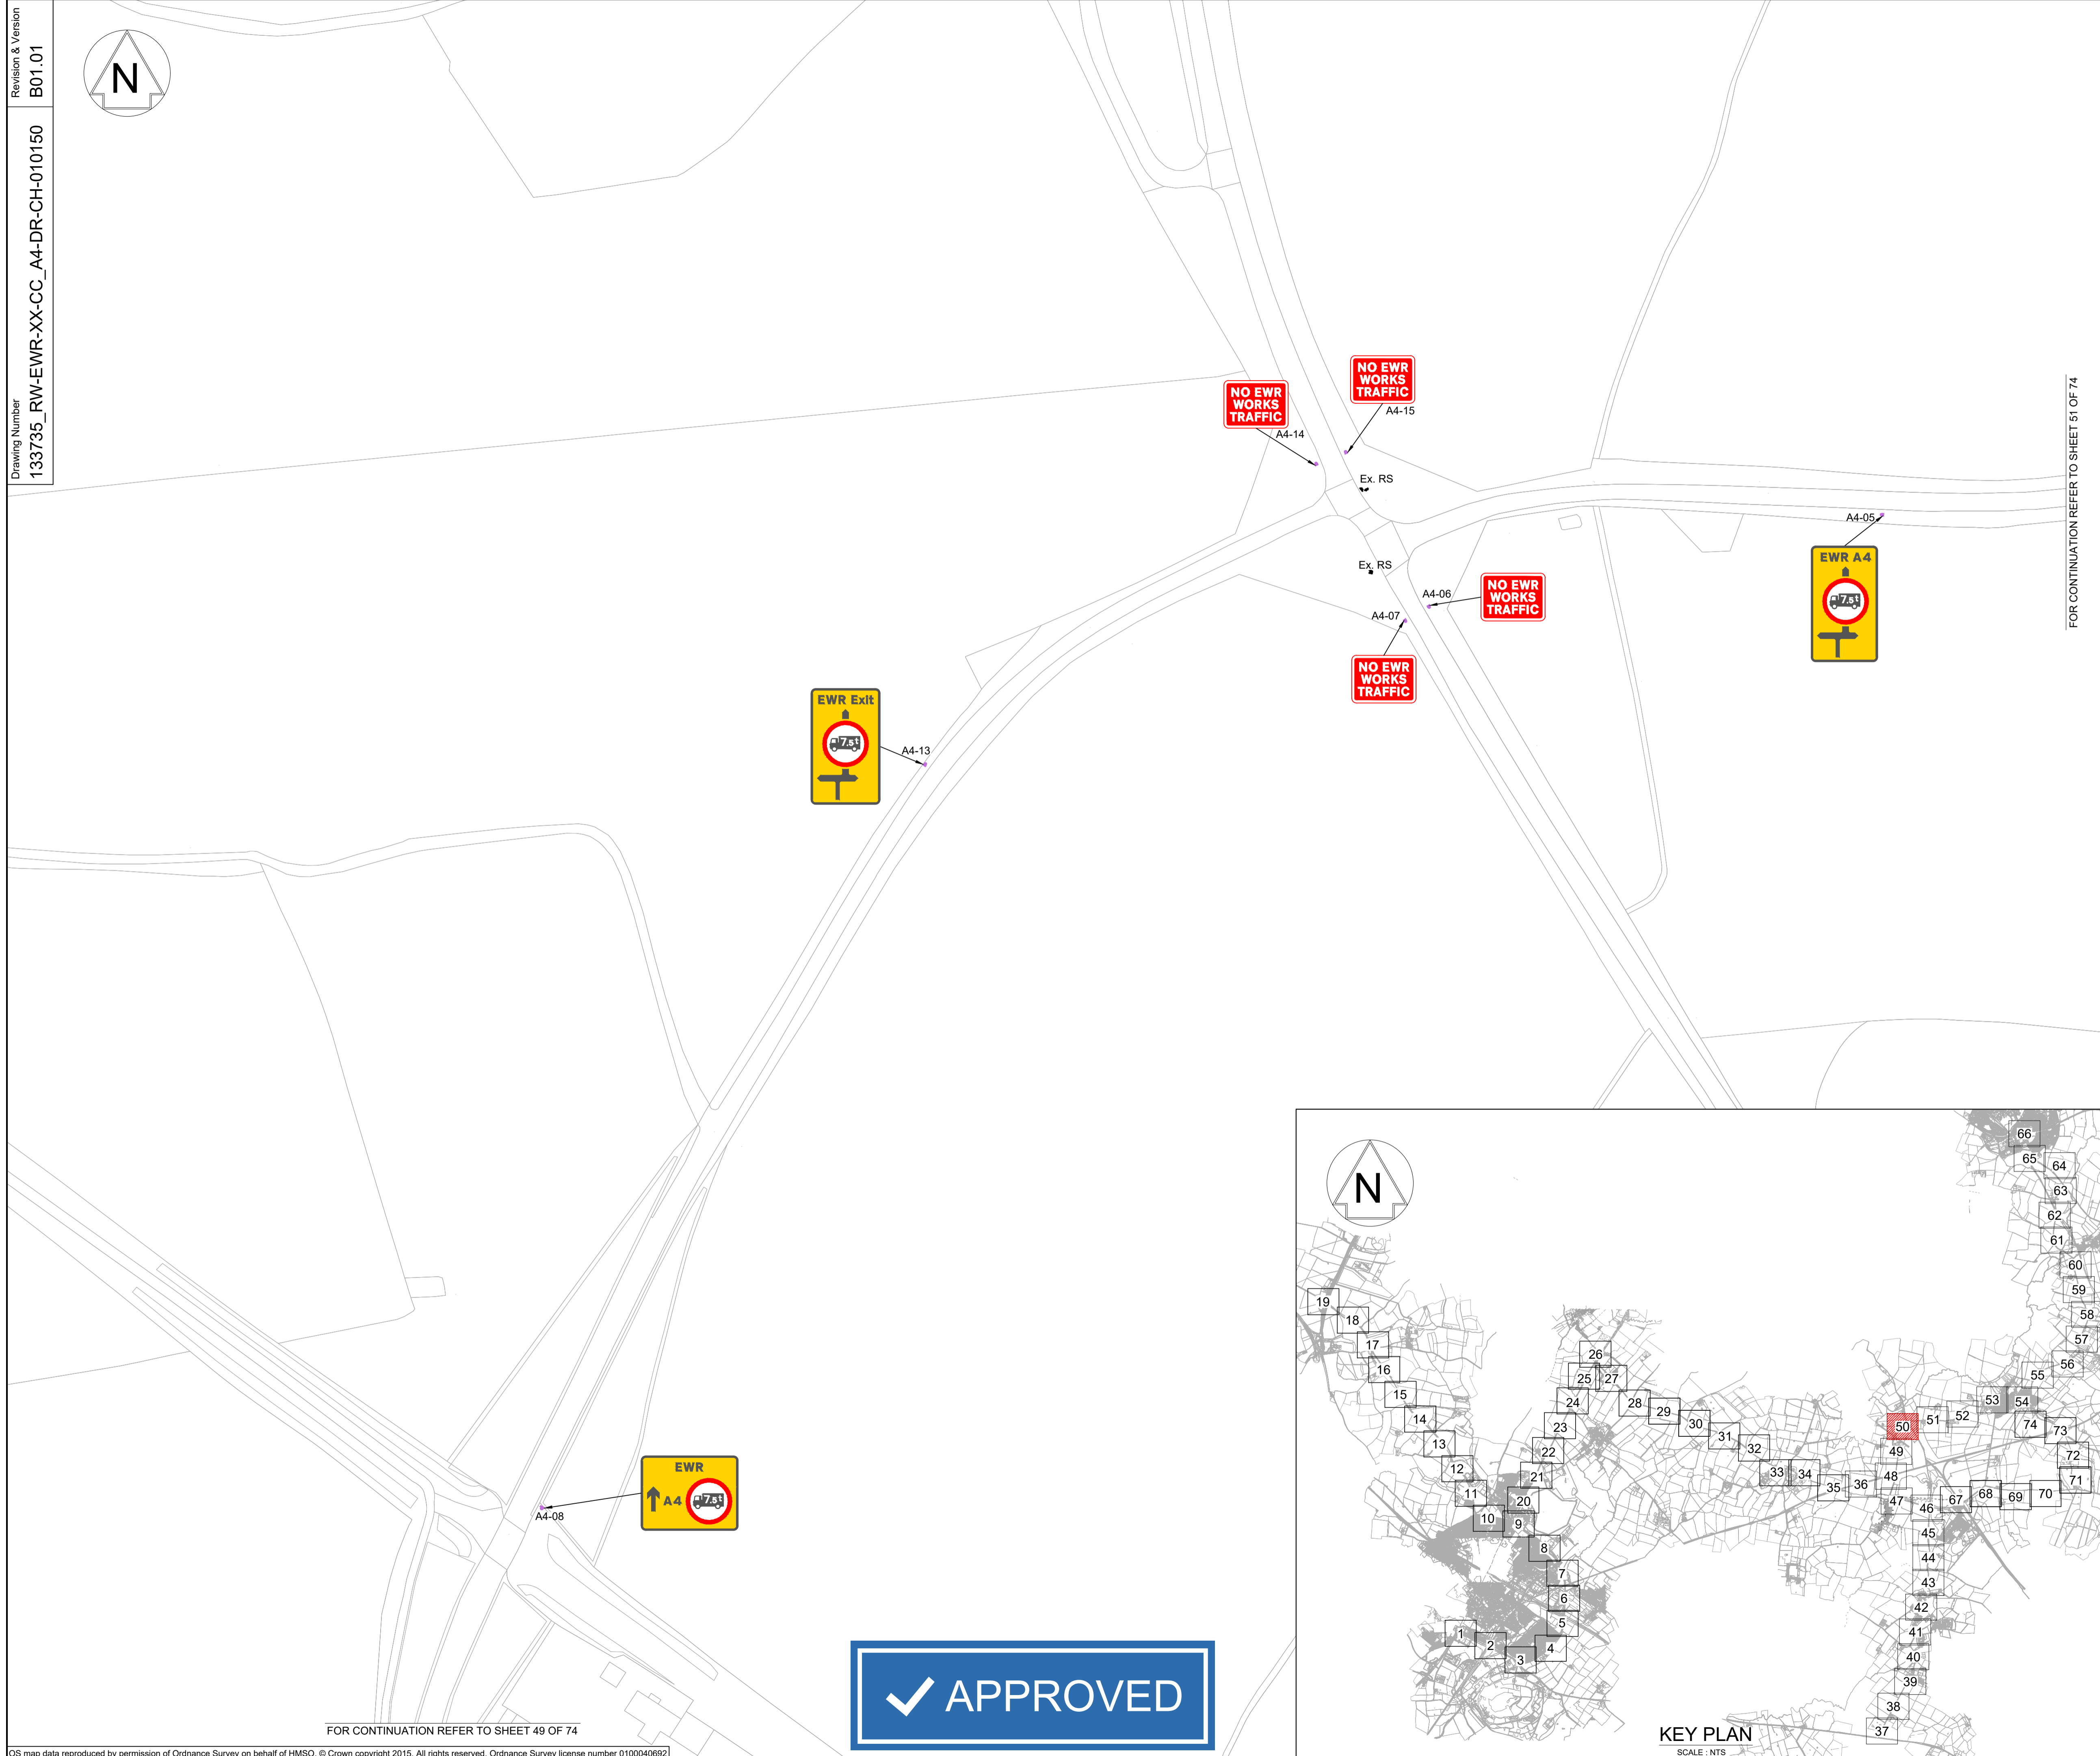 Revision & Version
B01.01
Drawing Number
133735_RW-EWR-XX-CC_A4-DR-CH-010150
N
NO EWR
WORKS
TRAFFIC
A4-15
NO EWR
WORKS
TRAFFIC
A4-14
Ex. RS
FOR CONTINUATION REFER TO SHEET 51 OF 74
A4-05
EWR A4
7.5t
Ex. RS
A4-06
NO EWR
WORKS
TRAFFIC
A4-07
NO EWR
WORKS
TRAFFIC
EWR Exit
7.5t
A4-13
EWR
A4
7.5t
A4-08
APPROVED
FOR CONTINUATION REFER TO SHEET 49 OF 74
OS map data reproduced by permission of Ordnance Survey on behalf of HMSO. © Crown copyright 2015. All rights reserved. Ordnance Survey license number 0100040692
N
66
65
64
63
62
61
60
59
58
57
56
55
54
53
52
51
50
49
48
47
46
45
44
43
42
41
40
39
38
37
74
73
72
71
70
69
68
67
36
35
34
33
32
31
30
29
28
27
26
25
24
23
22
21
20
19
18
17
16
15
14
13
12
11
10
9
8
7
6
5
4
3
2
1
KEY PLAN
SCALE : NTS